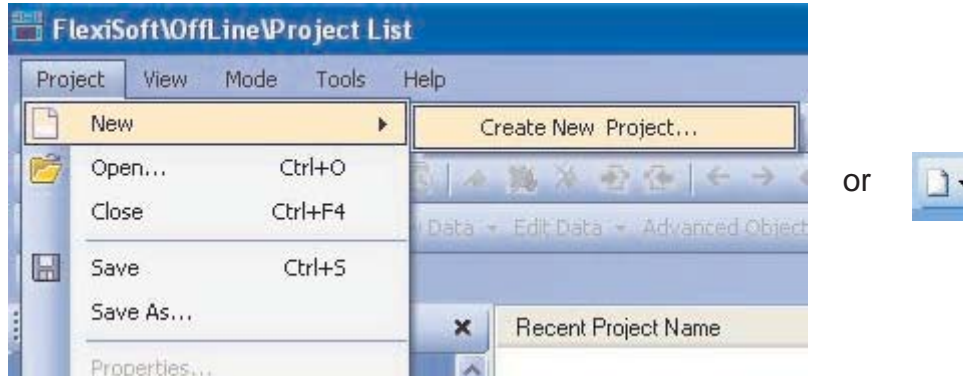 FlexiSoft\OffLine\Project List
Project View Mode Tools Help
New Create New Project...
Open... Ctrl+O
or
Close Ctrl+F4
Data Edit Data Advanced Object
Save Ctrl+S
Save As...
Recent Project Name
Properties...